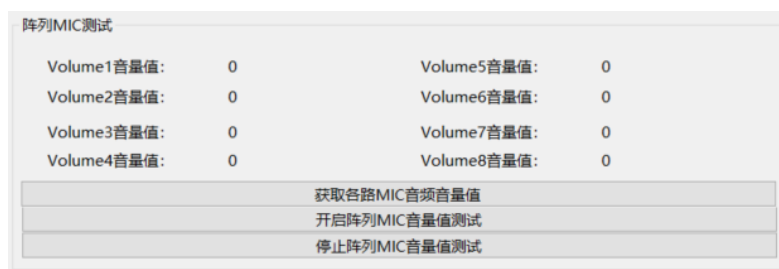 阵列MIC测试
Volume1音量值: 0 Volume5音量值: 0
Volume2音量值: 0 Volume6音量值: 0
Volume3音量值: 0 Volume7音量值: 0
Volume4音量值: 0 Volume8音量值: 0
获取各路MIC音频音量值
开启阵列MIC音量值测试
停止阵列MIC音量值测试